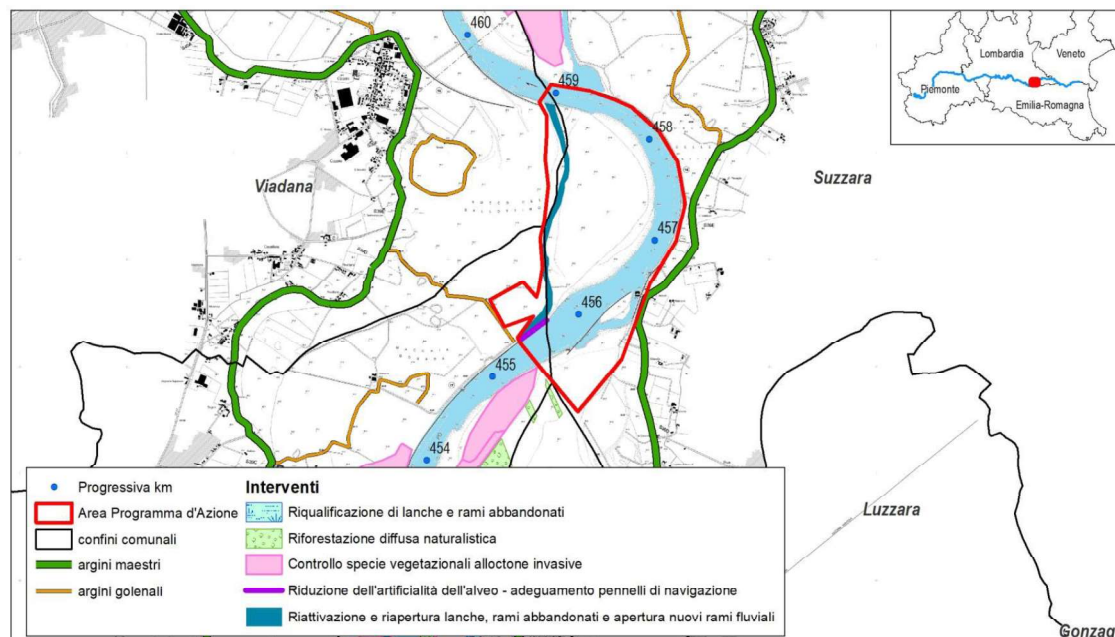 460
459
458
457
456
455
454
Viadana
Suzzara
Luzzara
Gonzag
Lombardia
Veneto
Piemonte
Emilia-Romagna
Progressiva km
Area Programma d'Azione
confini comunali
argini maestri
argini golenali
Interventi
Riqualificazione di lanche e rami abbandonati
Riforestazione diffusa naturalistica
Controllo specie vegetazionali alloctone invasive
Riduzione dell'artificialità dell'alveo - adeguamento pennelli di navigazione
Riattivazione e riapertura lanche, rami abbandonati e apertura nuovi rami fluviali